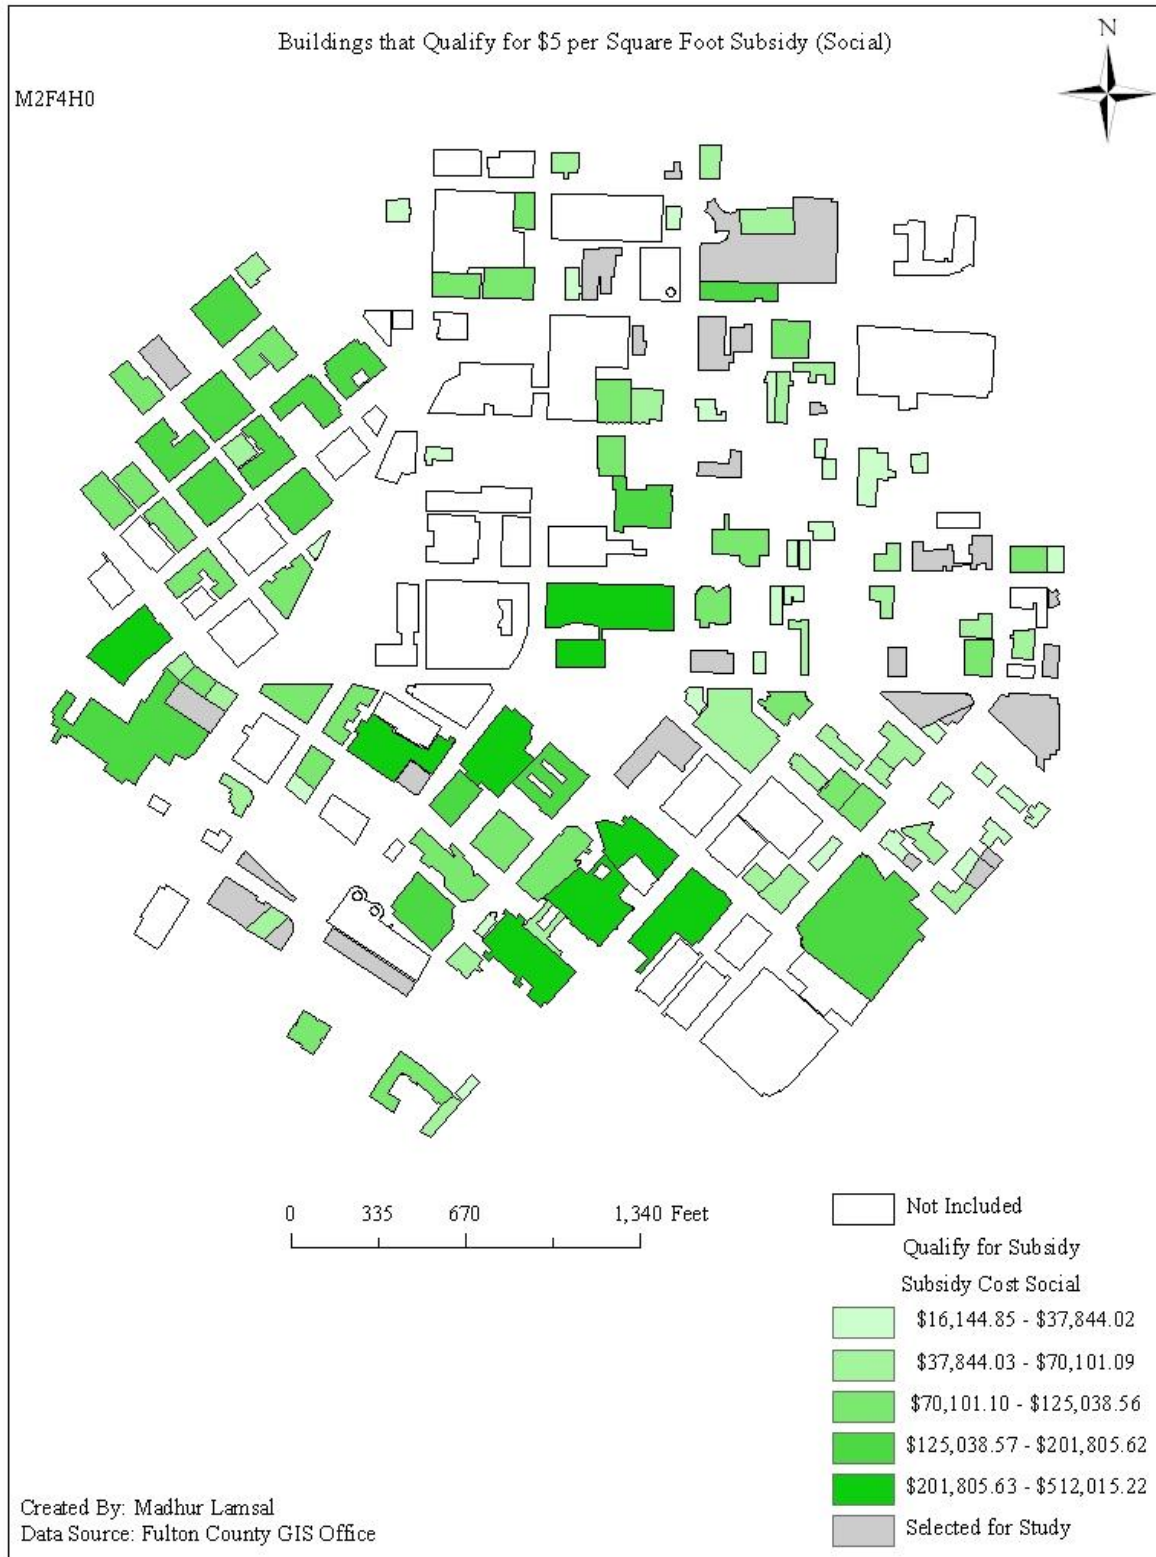 Buildings that Qualify for $5 per Square Foot Subsidy (Social)
N
M2F4H0
0 335 670 1,340 Feet
Not Included
Qualify for Subsidy
Subsidy Cost Social
$16,144.85 - $37,844.02
$37,844.03 - $70,101.09
$70,101.10 - $125,038.56
$125,038.57 - $201,805.62
$201,805.63 - $512,015.22
Selected for Study
Created By: Madhur Lamsal
Data Source: Fulton County GIS Office